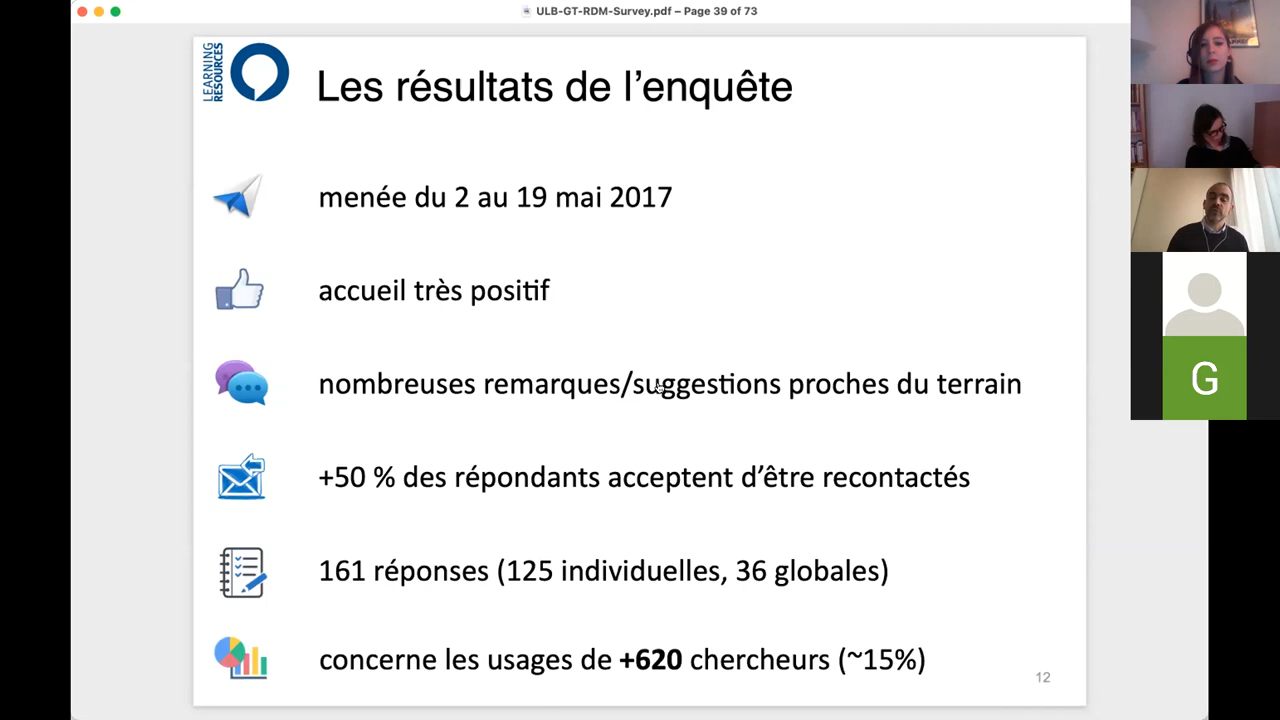 ULB-GT-RDM-Survey.pdf – Page 39 of 73
LEARNING
RESOURCES
Les résultats de l’enquête
menée du 2 au 19 mai 2017
accueil très positif
nombreuses remarques/suggestions proches du terrain
+50 % des répondants acceptent d’être recontactés
161 réponses (125 individuelles, 36 globales)
concerne les usages de +620 chercheurs (~15%)
12
G